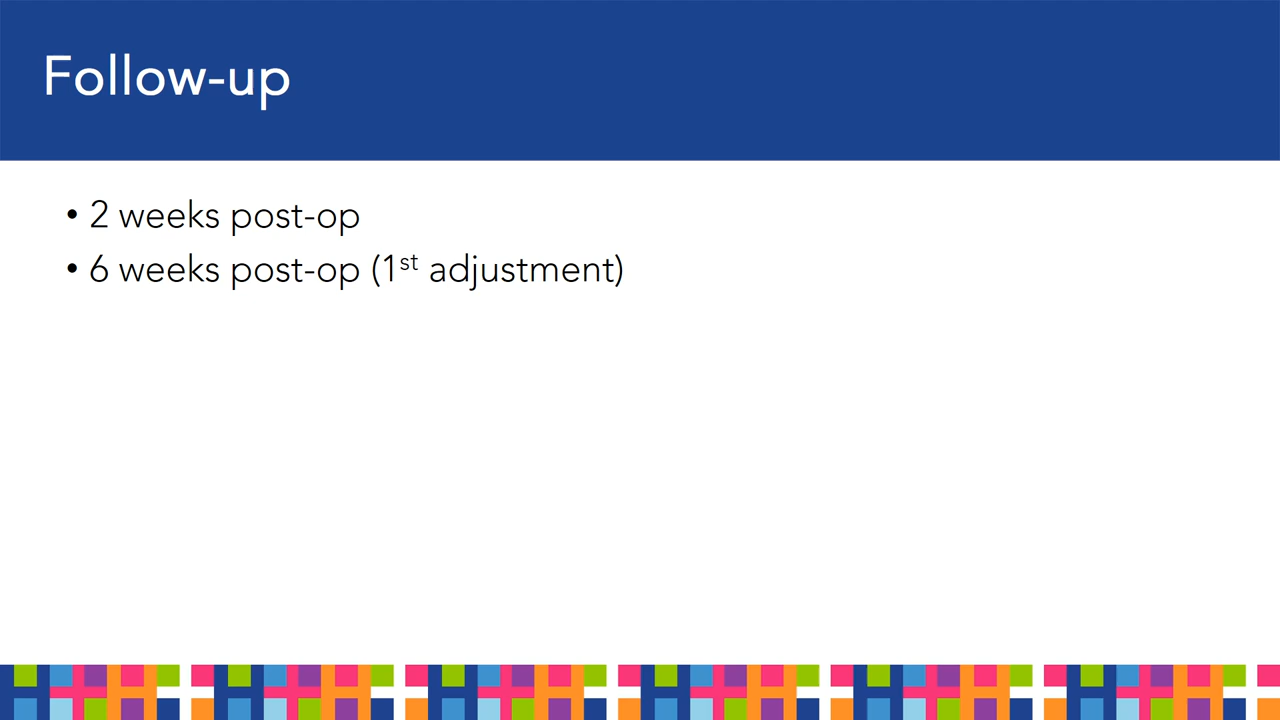 Follow-up
• 2 weeks post-op
• 6 weeks post-op (1st adjustment)